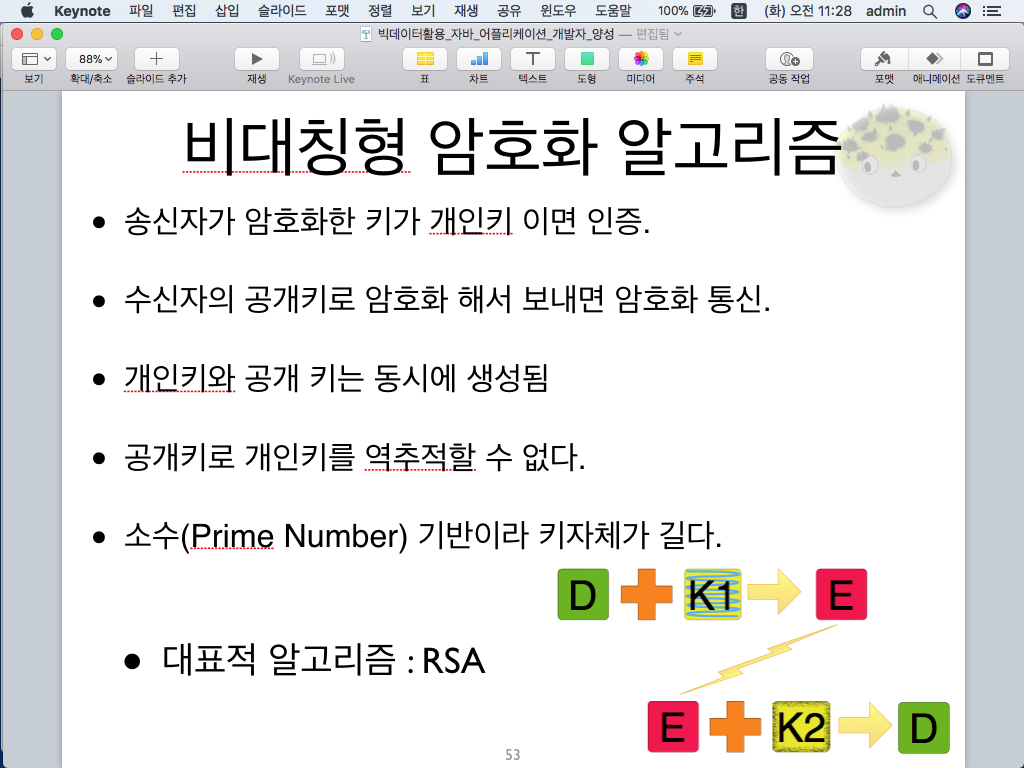 Keynote 파일 편집 삽입 슬라이드 포맷 정렬 보기 재생 공유 윈도우 도움말 100% 한 (화) 오전 11:28 admin
빅데이터활용_자바_어플리케이션_개발자_양성 — 편집됨
88%
보기 확대/축소 슬라이드 추가 재생 Keynote Live 표 차트 텍스트 도형 미디어 주석 공동 작업 포맷 애니메이션 도큐멘트
비대칭형 암호화 알고리즘
• 송신자가 암호화한 키가 개인키 이면 인증.
• 수신자의 공개키로 암호화 해서 보내면 암호화 통신.
• 개인키와 공개 키는 동시에 생성됨
• 공개키로 개인키를 역추적할 수 없다.
• 소수(Prime Number) 기반이라 키자체가 길다.
D K1 E
• 대표적 알고리즘 : RSA
E K2 D
53